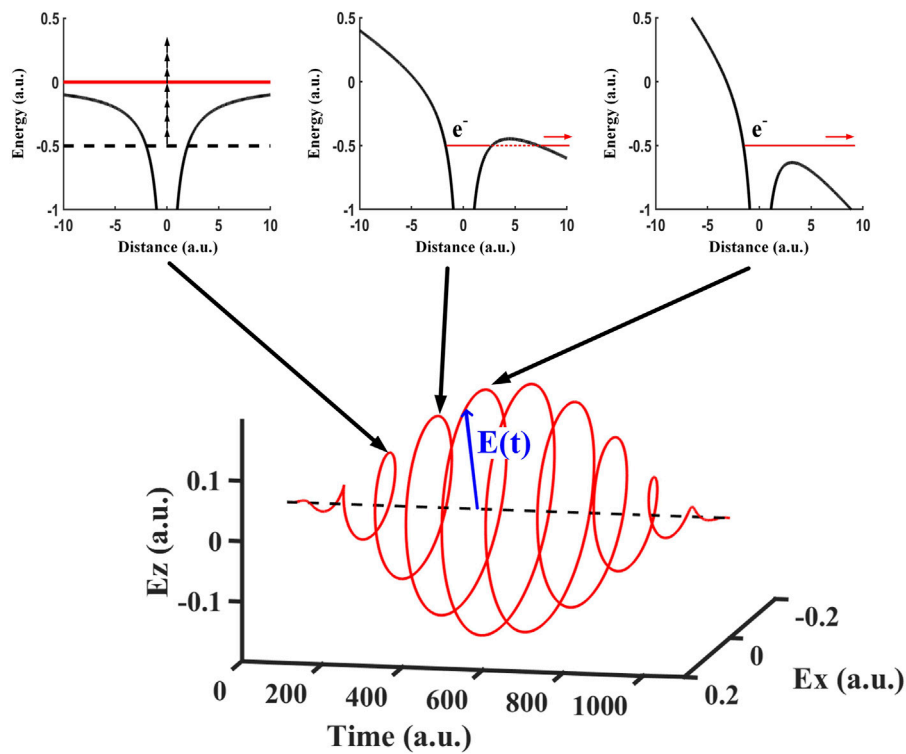 0.5
0
-0.5
-1
Energy (a.u.)
-10 -5 0 5 10
Distance (a.u.)
0.5
0
-0.5
-1
Energy (a.u.)
e-
-10 -5 0 5 10
Distance (a.u.)
0.5
0
-0.5
-1
Energy (a.u.)
e-
-10 -5 0 5 10
Distance (a.u.)
E(t)
0.1
0
-0.1
Ez (a.u.)
0 200 400 600 800 1000
Time (a.u.)
-0.2
0
0.2
Ex (a.u.)